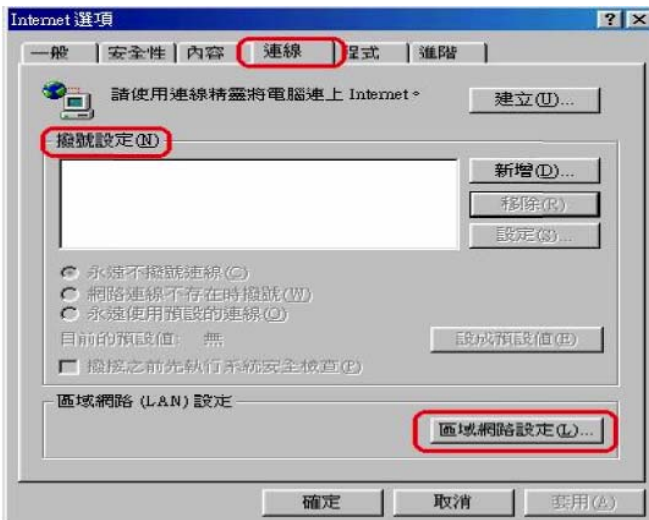 Internet 選項
一般 安全性 內容 連線 程式 進階
請使用連線精靈將電腦連上 Internet。
建立(U)...
撥號設定(N)
新增(D)...
移除(R)
設定(S)...
永遠不撥號連線(C)
網路連線不存在時撥號(W)
永遠使用預設的連線(O)
目前的預設值: 無
設成預設值(E)
撥接之前先執行系統安全檢查(P)
區域網路 (LAN) 設定
區域網路設定(L)...
確定 取消 套用(A)